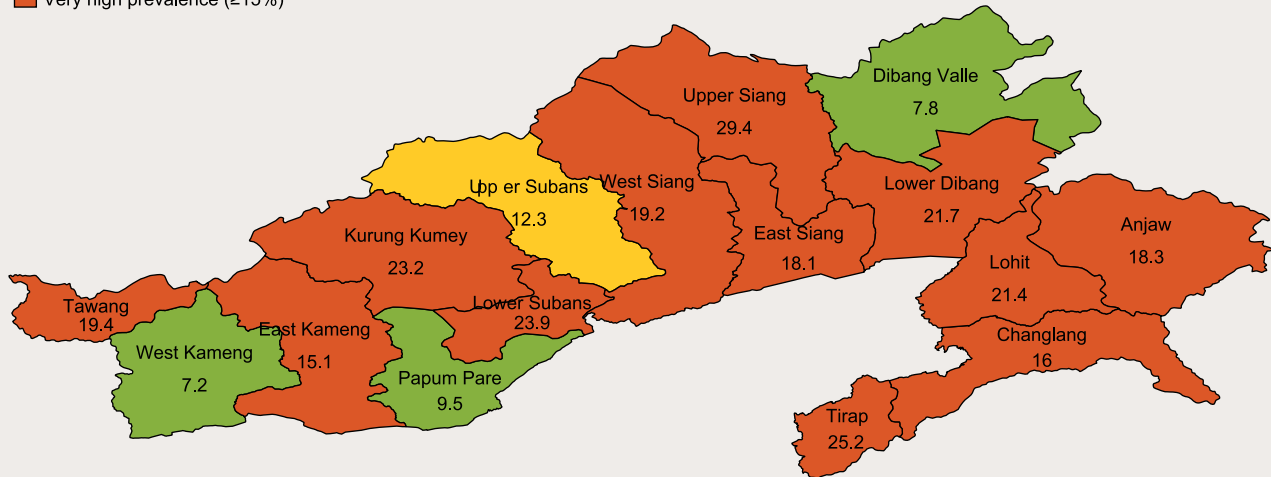 Very high prevalence (≥15%)
Dibang Valle
7.8
Upper Siang
29.4
Upp er Subans
12.3
West Siang
19.2
Lower Dibang
21.7
Anjaw
18.3
Kurung Kumey
23.2
East Siang
18.1
Lohit
21.4
Tawang
19.4
Lower Subans
23.9
East Kameng
15.1
Changlang
16
West Kameng
7.2
Papum Pare
9.5
Tirap
25.2